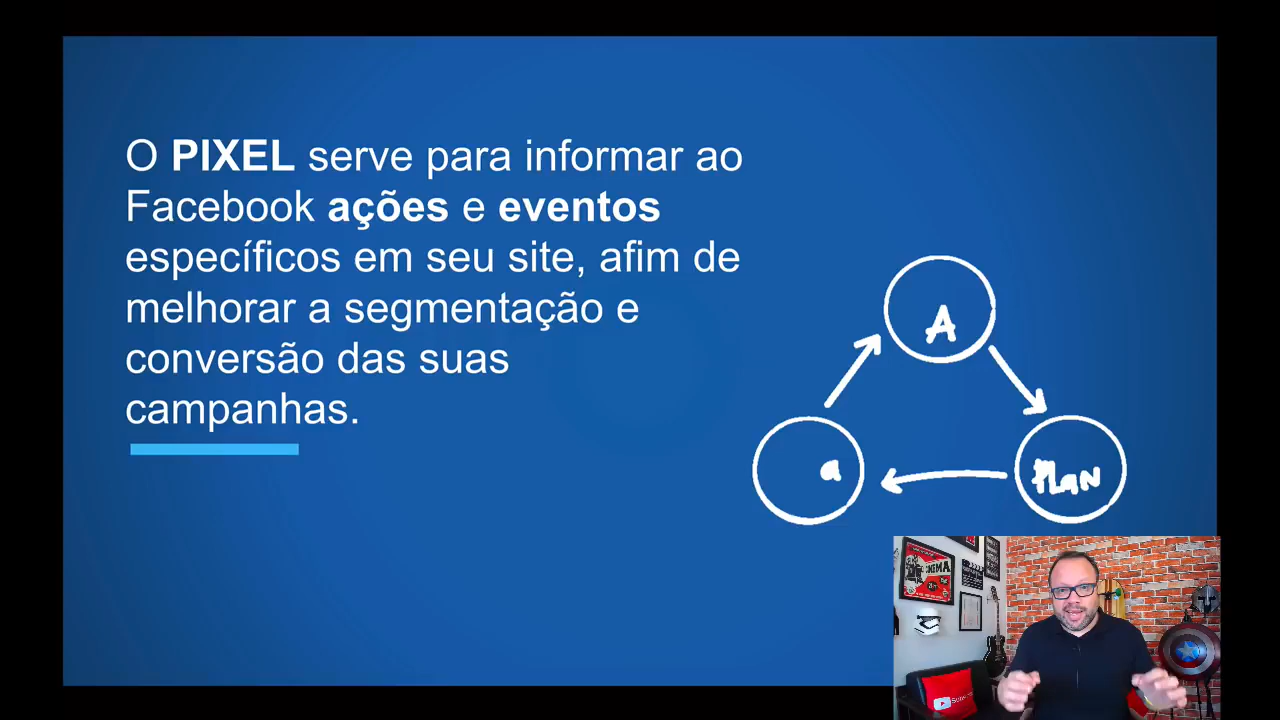 O PIXEL serve para informar ao
Facebook ações e eventos
específicos em seu site, afim de
melhorar a segmentação e
conversão das suas
campanhas.
A
a
PLAN
CINEMA